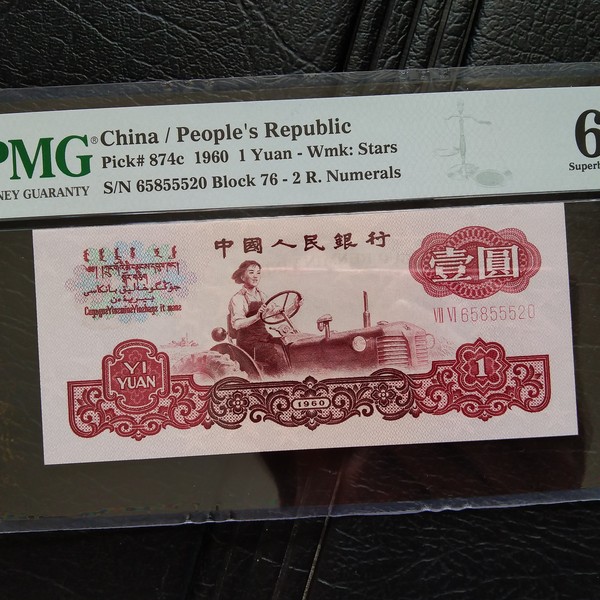 PMG® China / People's Republic
Pick# 874c 1960 1 Yuan - Wmk: Stars
NEY GUARANTY S/N 65855520 Block 76 - 2 R. Numerals
6
Superb
中國人民銀行
壹圓
VII VI 65855520
YI
YUAN
1960
1